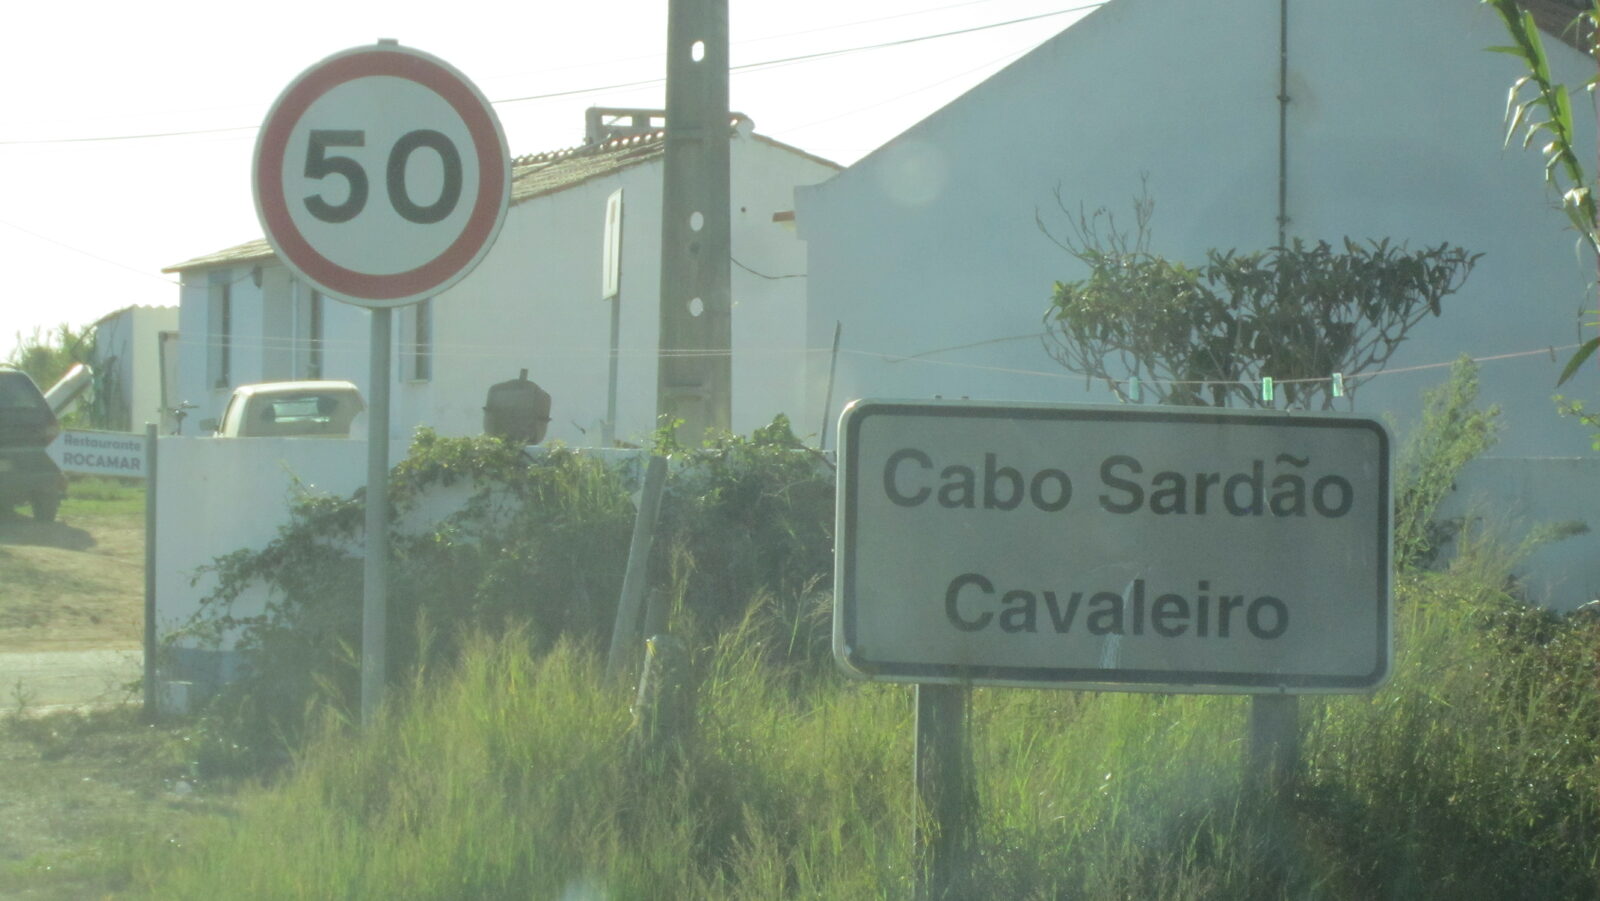 50
Restaurante
ROCAMAR
Cabo Sardão
Cavaleiro